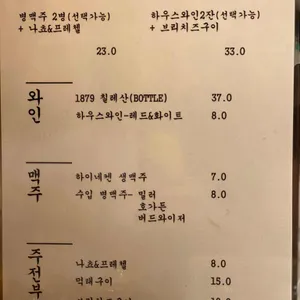 병맥주 2병(선택가능)
+ 나쵸&프레첼
23.0
하우스와인2잔(선택가능)
+ 브리치즈구이
33.0
와인
1879 칠레산(BOTTLE) 37.0
하우스와인-레드&화이트 8.0
맥주
하이네켄 생맥주 7.0
수입 병맥주- 밀러 8.0
호가든
버드와이저
주전부
나쵸&프레첼 8.0
먹태구이 15.0